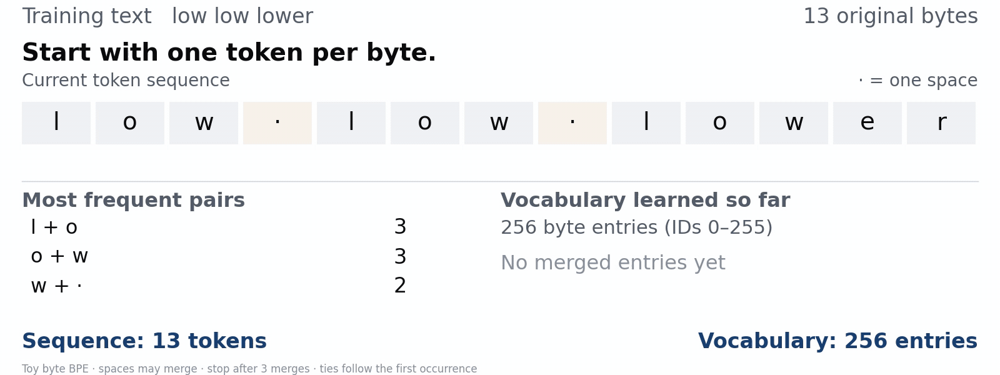 Training text low low lower 13 original bytes
Start with one token per byte.
Current token sequence · = one space
l o w · l o w · l o w e r
Most frequent pairs Vocabulary learned so far
l + o 3 256 byte entries (IDs 0–255)
o + w 3 No merged entries yet
w + · 2
Sequence: 13 tokens Vocabulary: 256 entries
Toy byte BPE · spaces may merge · stop after 3 merges · ties follow the first occurrence